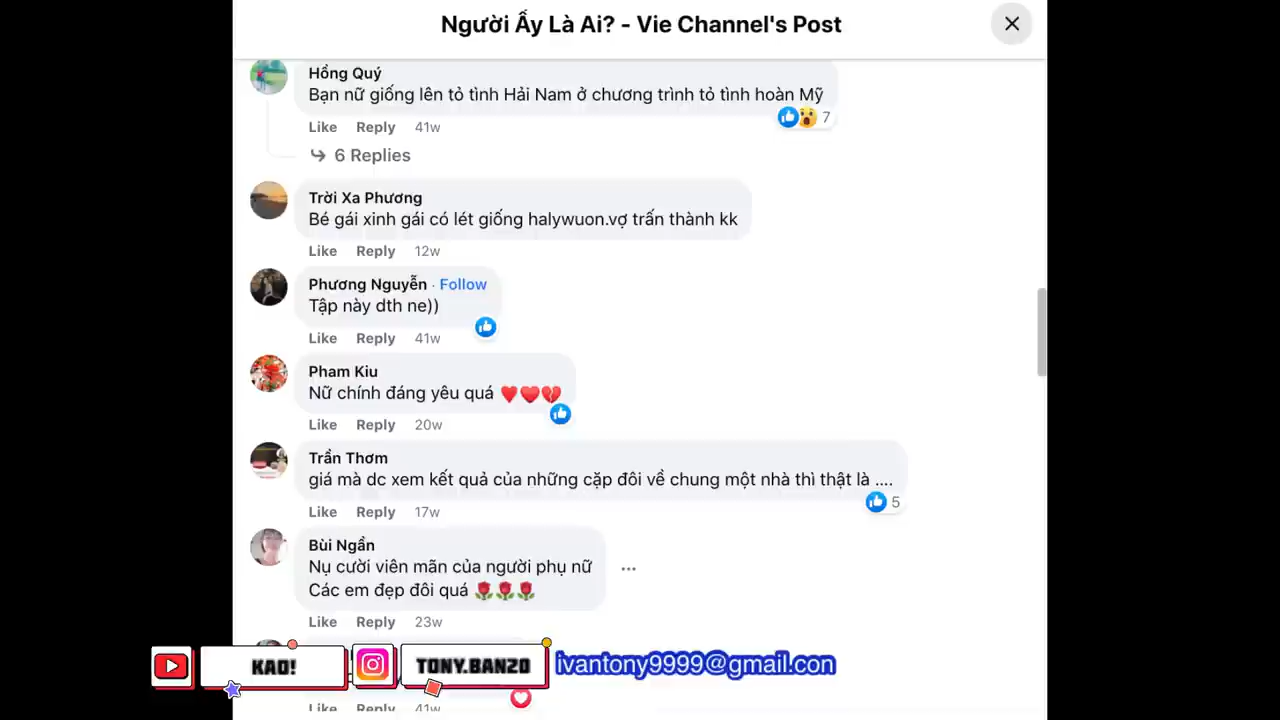 Người Ấy Là Ai? - Vie Channel's Post
Hồng Quý
Bạn nữ giống lên tỏ tình Hải Nam ở chương trình tỏ tình hoàn Mỹ
7
Like Reply 41w
6 Replies
Trời Xa Phương
Bé gái xinh gái có lét giống halywuon.vợ trấn thành kk
Like Reply 12w
Phương Nguyễn · Follow
Tập này dth ne))
Like Reply 41w
Pham Kiu
Nữ chính đáng yêu quá ♥️♥️💔
Like Reply 20w
Trần Thơm
giá mà dc xem kết quả của những cặp đôi về chung một nhà thì thật là ....
5
Like Reply 17w
Bùi Ngần
Nụ cười viên mãn của người phụ nữ
Các em đẹp đôi quá 🌹🌹🌹
Like Reply 23w
KAO!
TONY.BANZO
ivantony9999@gmail.con
Like Reply 41w